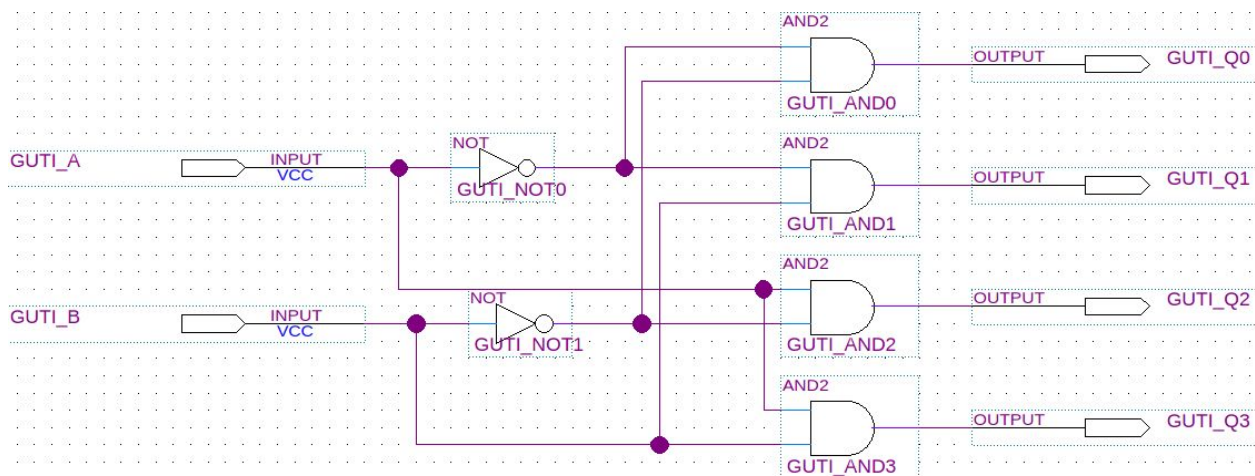 AND2
OUTPUT
GUTI_Q0
GUTI_AND0
GUTI_A
INPUT
VCC
NOT
GUTI_NOT0
AND2
OUTPUT
GUTI_Q1
GUTI_AND1
AND2
OUTPUT
GUTI_Q2
GUTI_AND2
GUTI_B
INPUT
VCC
NOT
GUTI_NOT1
AND2
OUTPUT
GUTI_Q3
GUTI_AND3